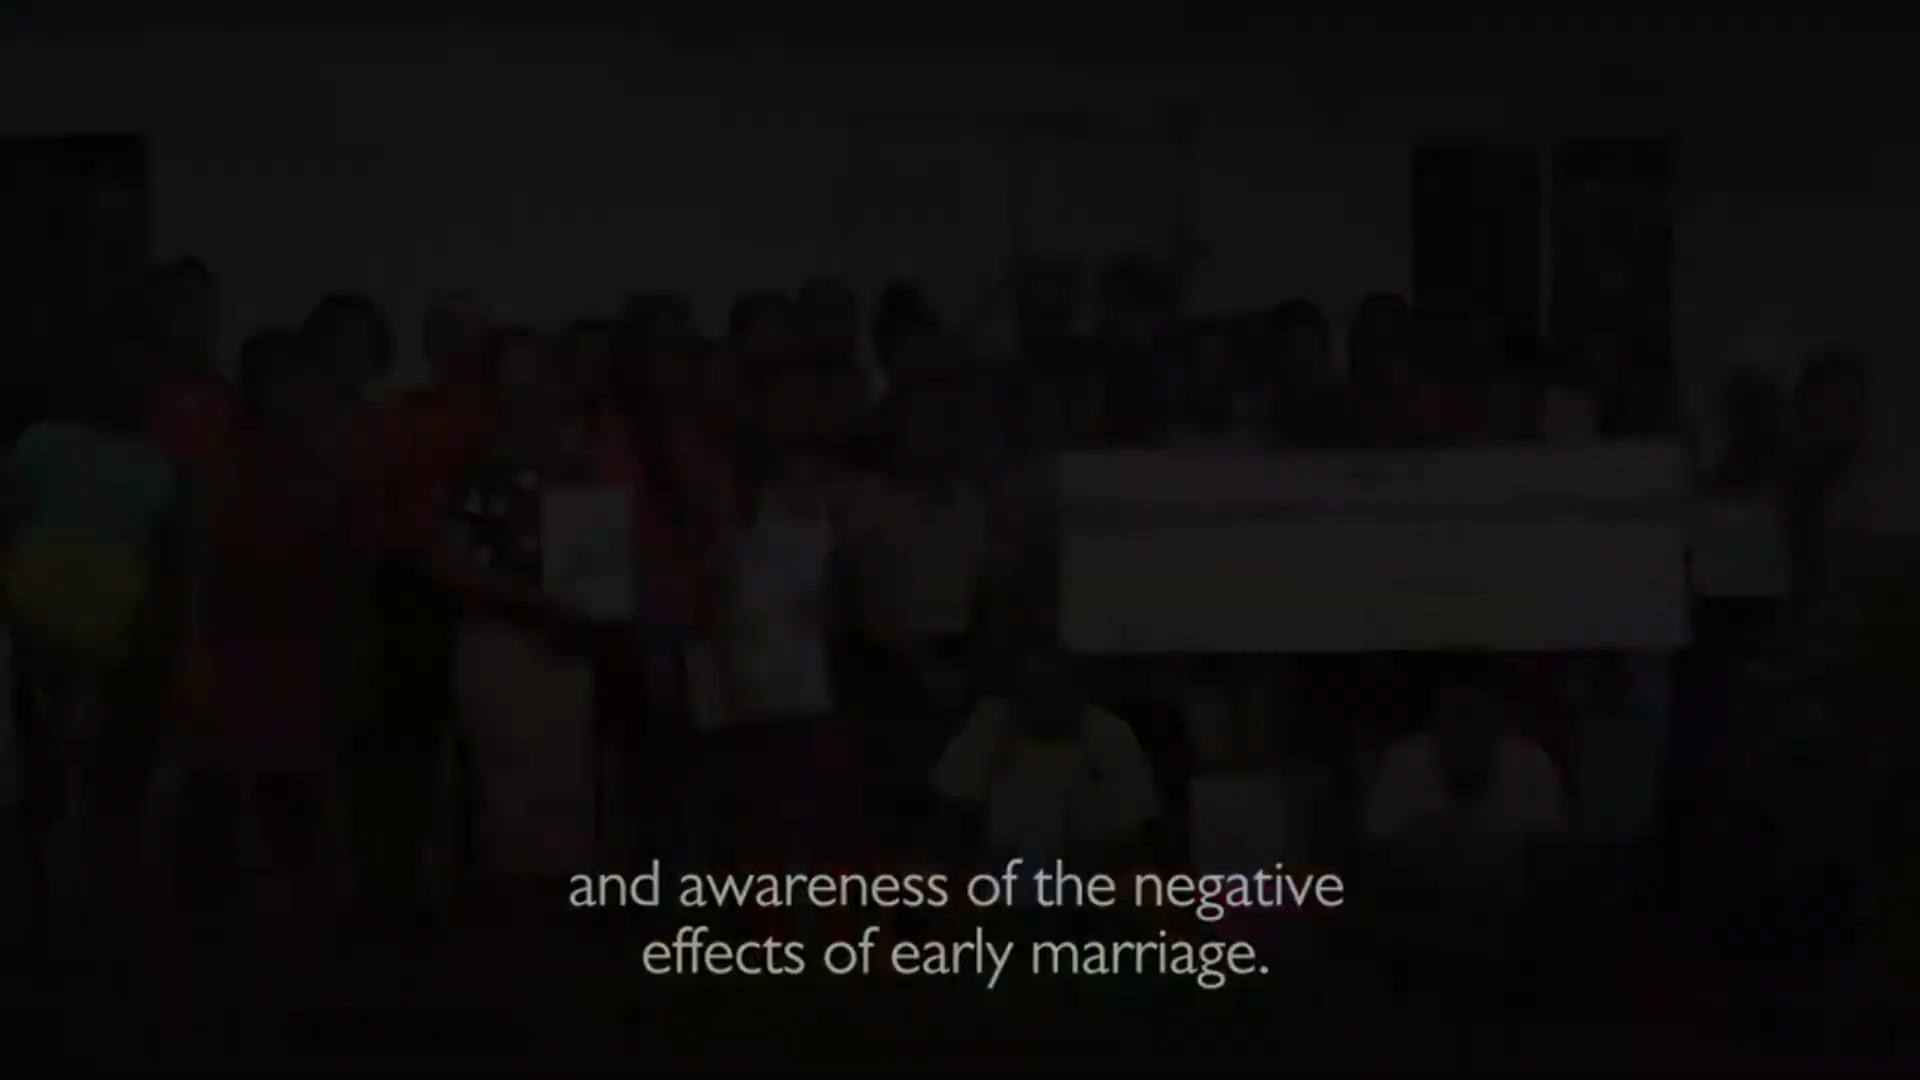 and awareness of the negative
effects of early marriage.